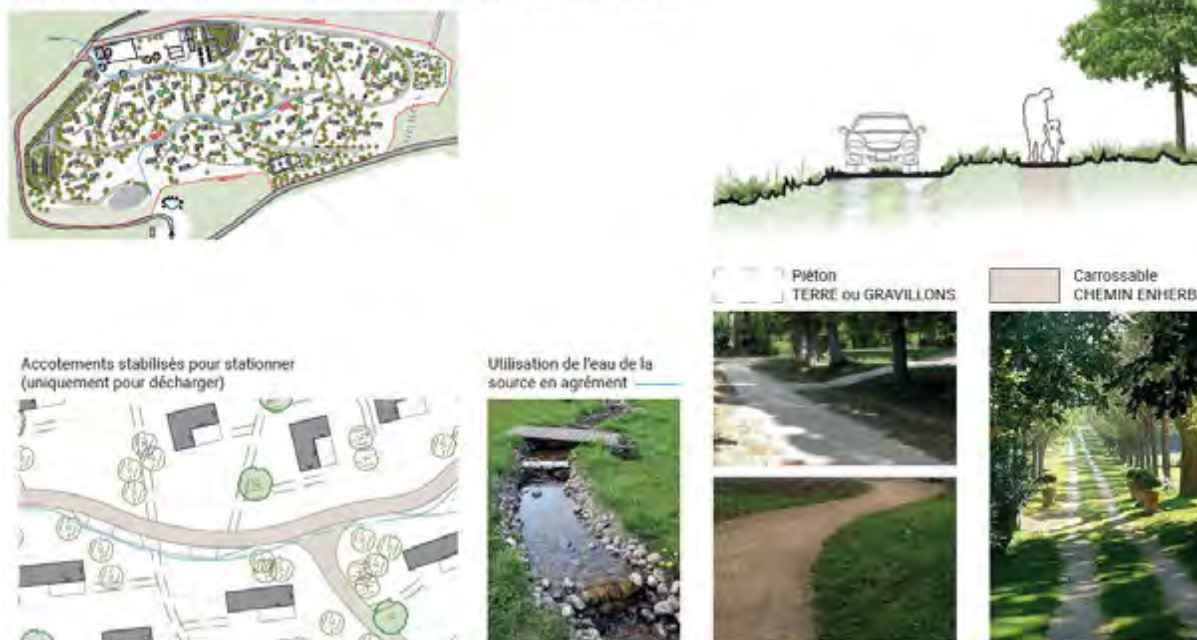 Piéton
TERRE ou GRAVILLONS
Carrossable
CHEMIN ENHERB
Accotements stabilisés pour stationner
(uniquement pour décharger)
Utilisation de l'eau de la
source en agrément